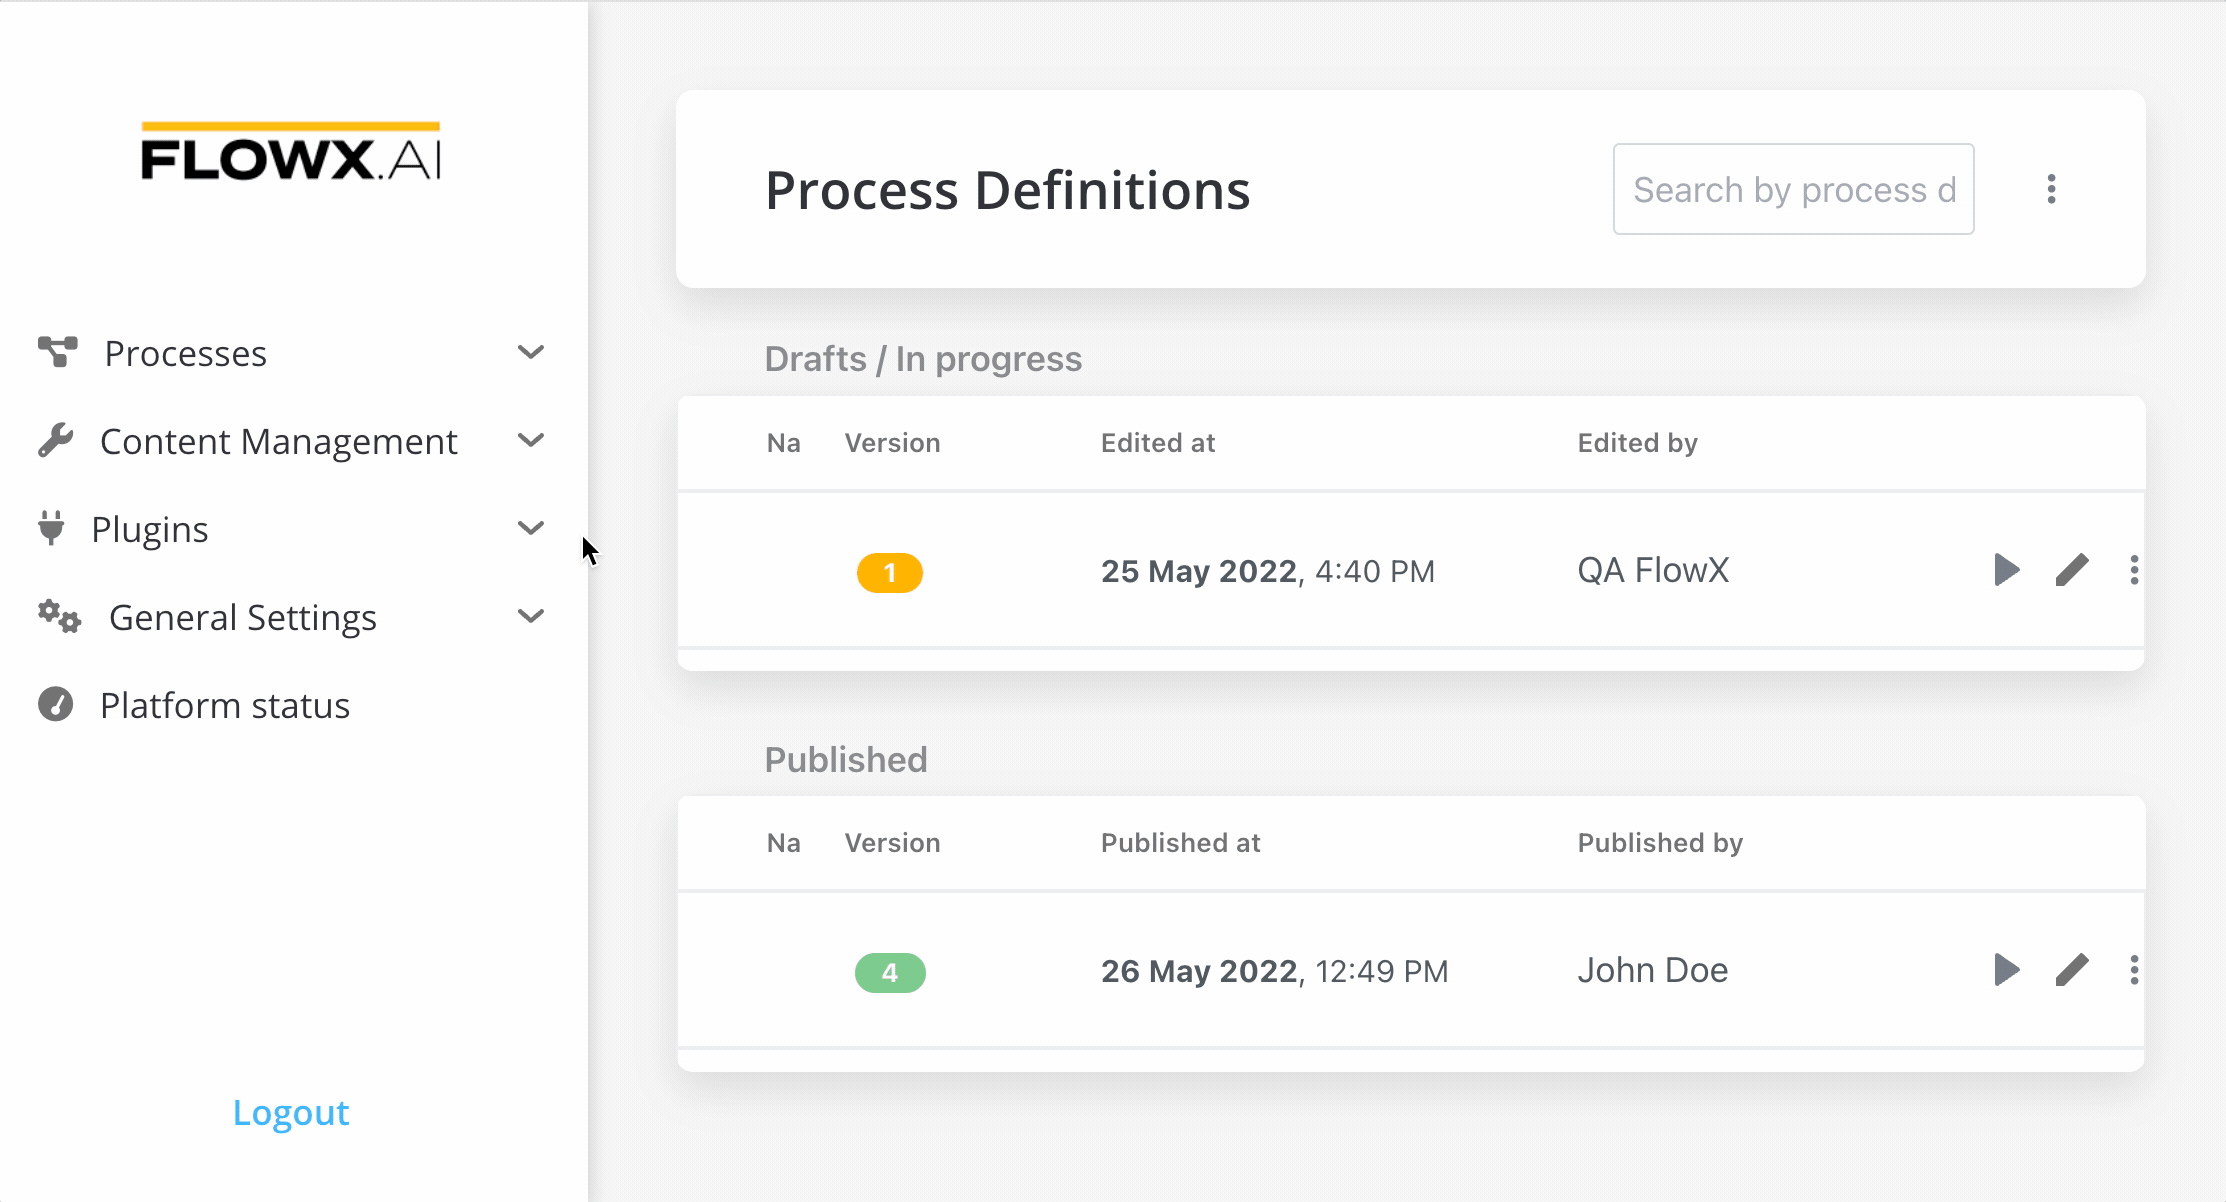 FLOWX.AI
Processes
Content Management
Plugins
General Settings
Platform status
Logout
Process Definitions
Search by process d
Drafts / In progress
Na Version Edited at Edited by
1 25 May 2022, 4:40 PM QA FlowX
Published
Na Version Published at Published by
4 26 May 2022, 12:49 PM John Doe